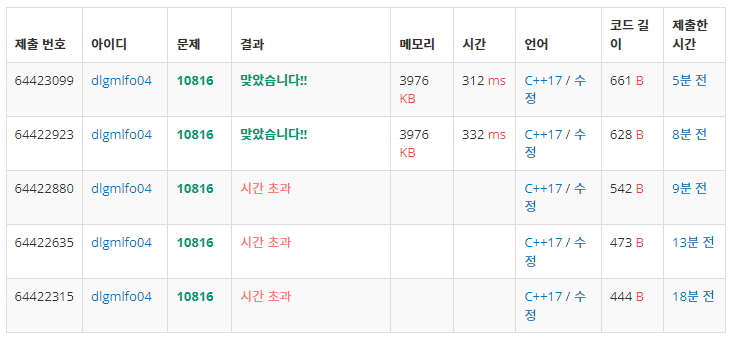 제출 번호 아이디 문제 결과 메모리 시간 언어 코드 길이 제출한 시간
64423099 dlgmlfo04 10816 맞았습니다!! 3976 KB 312 ms C++17 / 수정 661 B 5분 전
64422923 dlgmlfo04 10816 맞았습니다!! 3976 KB 332 ms C++17 / 수정 628 B 8분 전
64422880 dlgmlfo04 10816 시간 초과 C++17 / 수정 542 B 9분 전
64422635 dlgmlfo04 10816 시간 초과 C++17 / 수정 473 B 13분 전
64422315 dlgmlfo04 10816 시간 초과 C++17 / 수정 444 B 18분 전